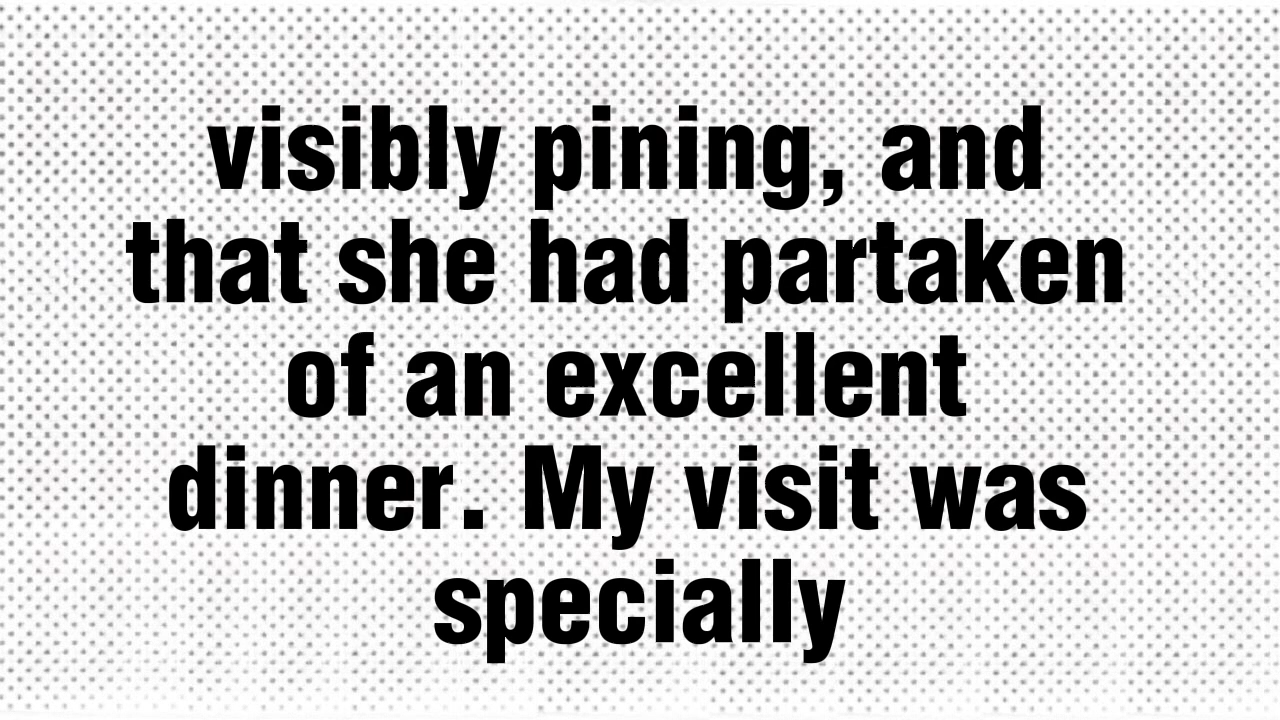 visibly pining, and
that she had partaken
of an excellent
dinner. My visit was
specially